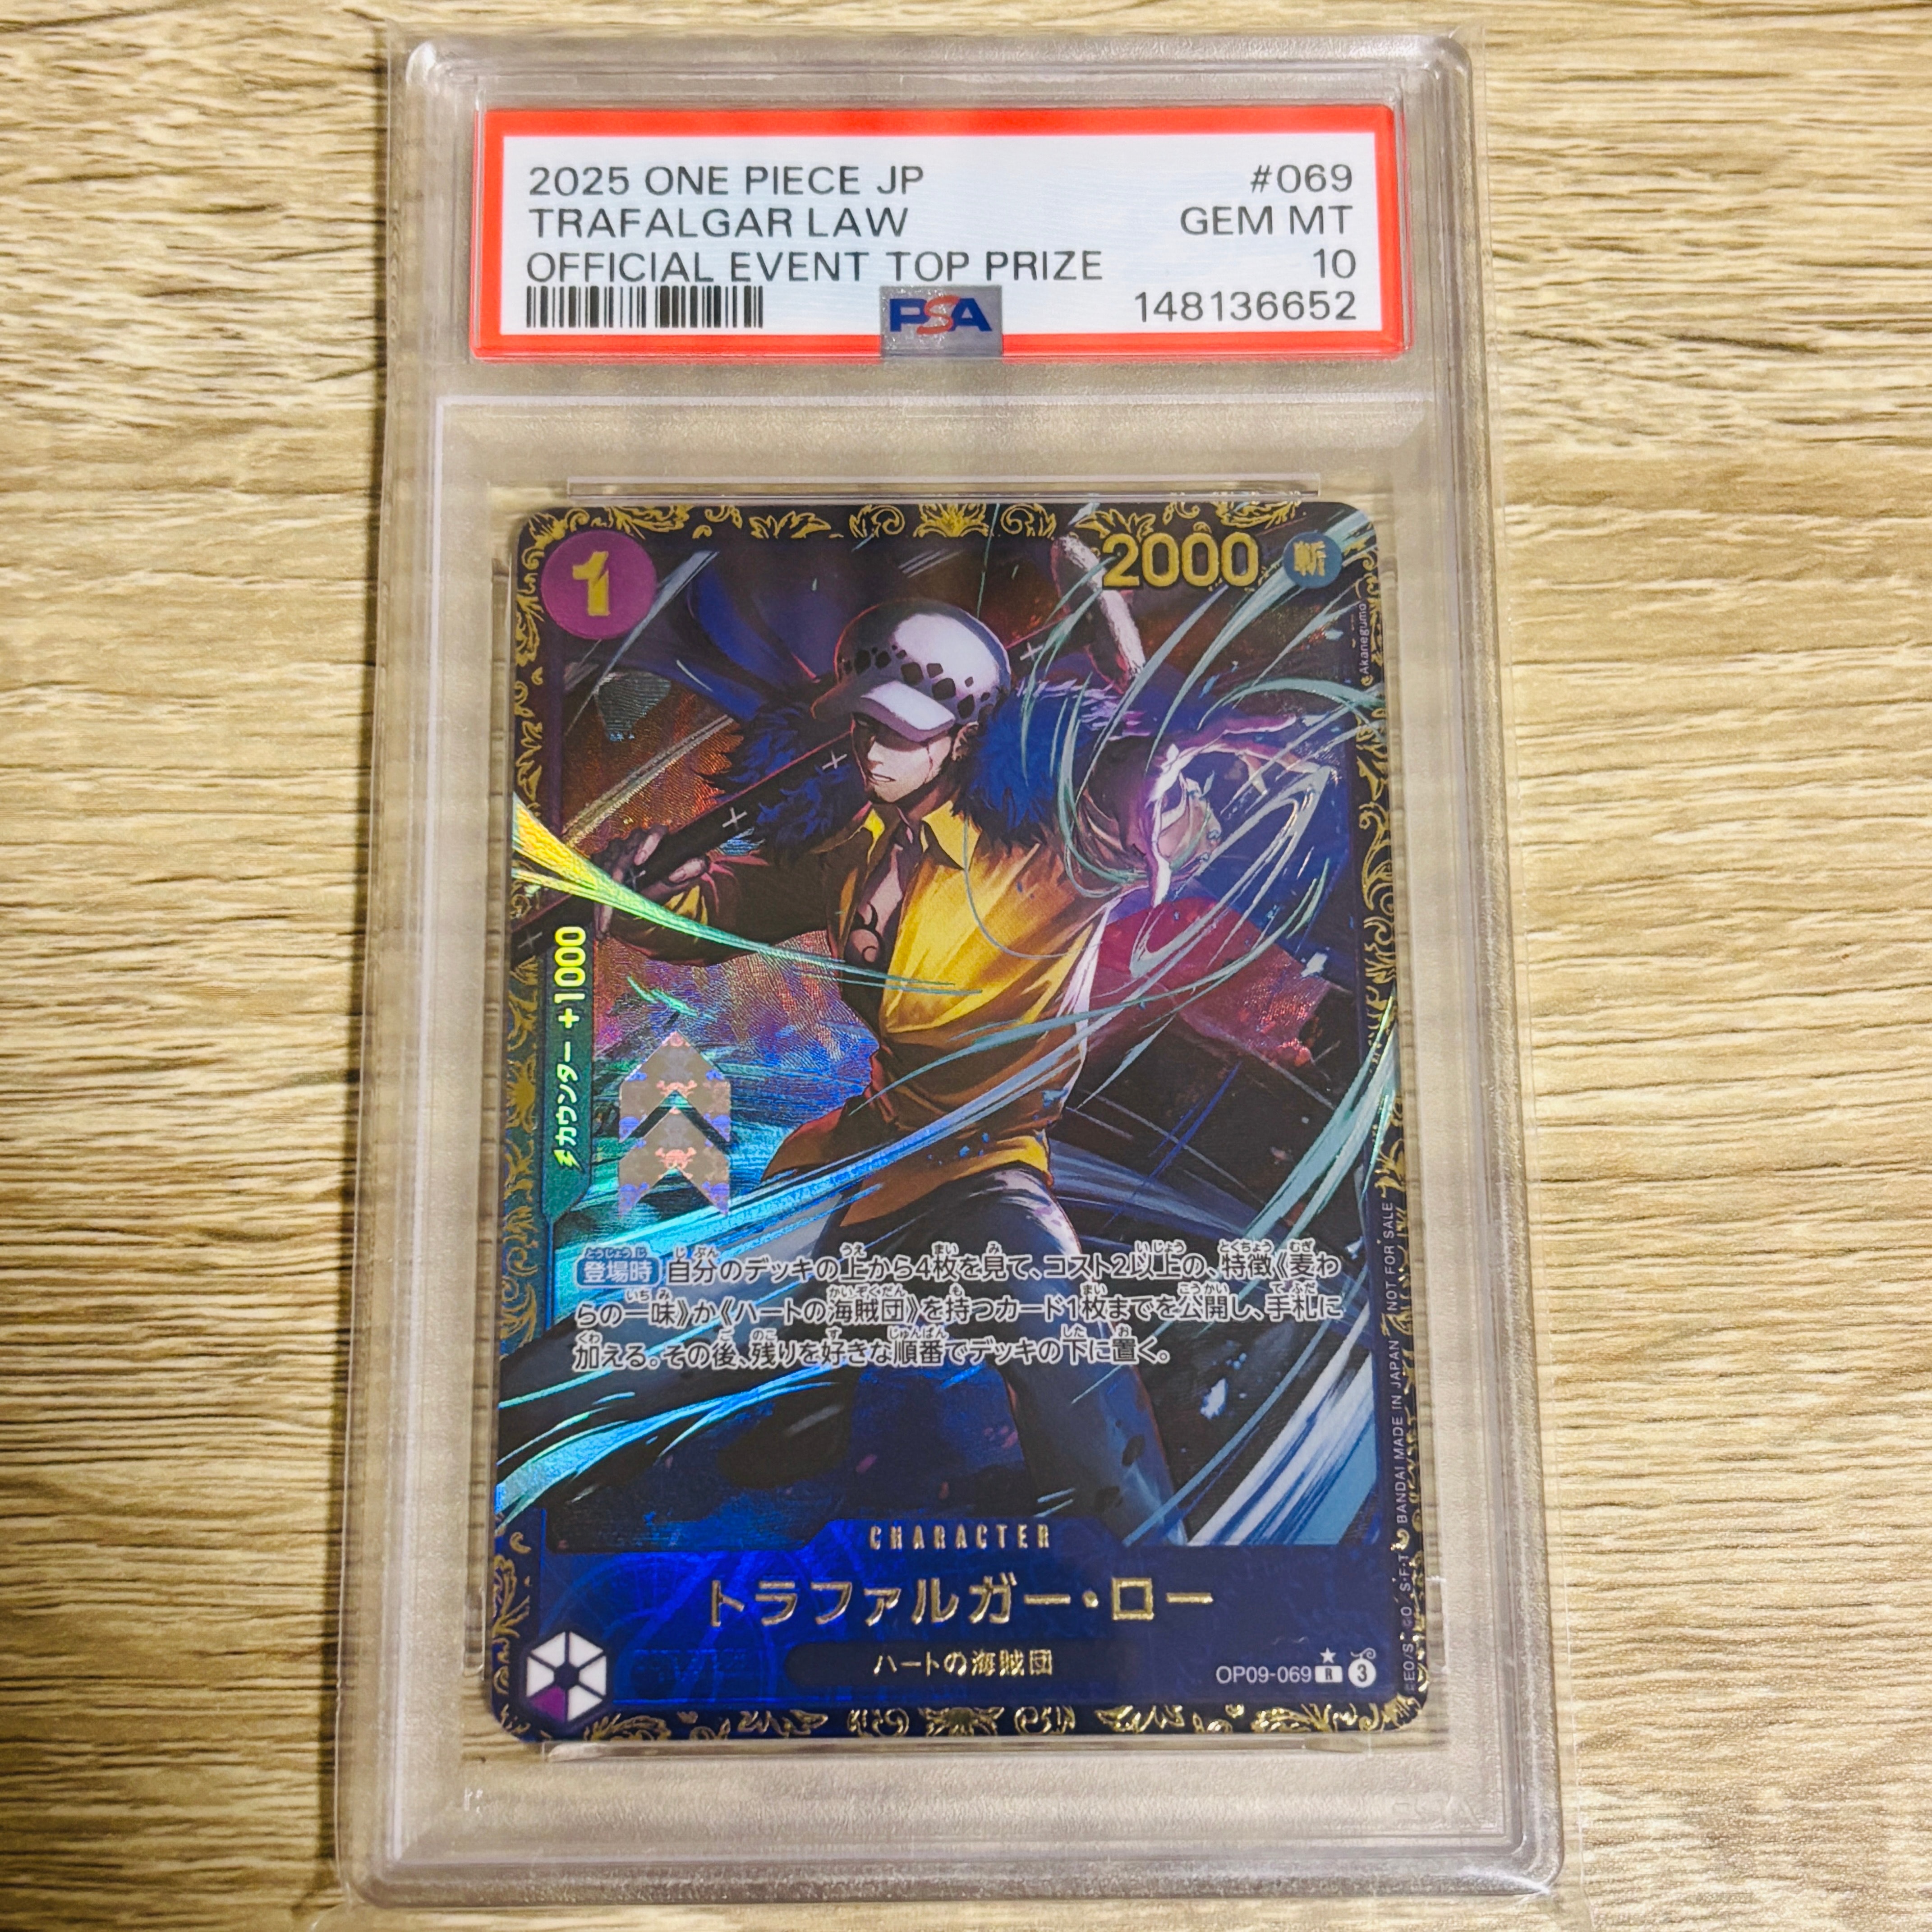 2025 ONE PIECE JP #069
TRAFALGAR LAW GEM MT
OFFICIAL EVENT TOP PRIZE 10
PSA 148136652
1
2000 斬
Akanegumo
カウンター +1000
登場時 自分のデッキの上から4枚を見て、コスト2以上の、特徴《麦わ
らの一味》か《ハートの海賊団》を持つカード1枚までを公開し、手札に
加える。その後、残りを好きな順番でデッキの下に置く。
CHARACTER
トラファルガー・ロー
ハートの海賊団
OP09-069 R 3
BANDAI MADE IN JAPAN NOT FOR SALE